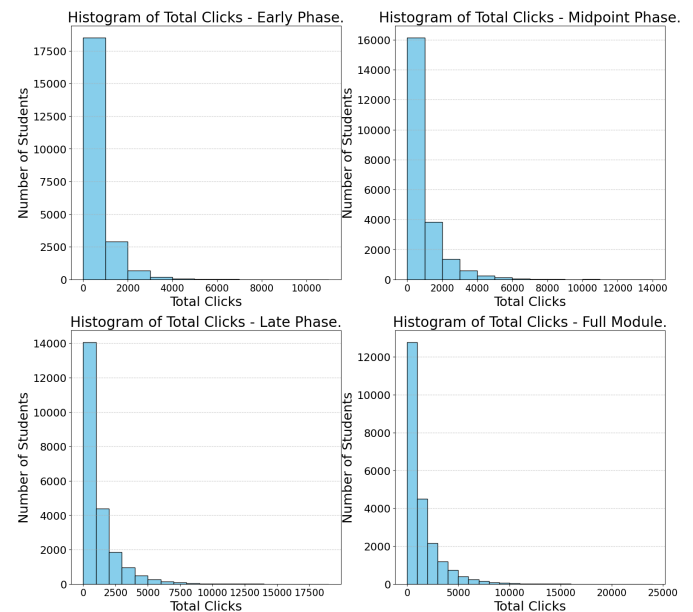 Histogram of Total Clicks - Early Phase.
17500
15000
12500
10000
7500
5000
2500
0
Number of Students
0 2000 4000 6000 8000 10000
Total Clicks
Histogram of Total Clicks - Midpoint Phase.
16000
14000
12000
10000
8000
6000
4000
2000
0
Number of Students
0 2000 4000 6000 8000 10000 12000 14000
Total Clicks
Histogram of Total Clicks - Late Phase.
14000
12000
10000
8000
6000
4000
2000
0
Number of Students
0 2500 5000 7500 10000 12500 15000 17500
Total Clicks
Histogram of Total Clicks - Full Module.
12000
10000
8000
6000
4000
2000
0
Number of Students
0 5000 10000 15000 20000 25000
Total Clicks